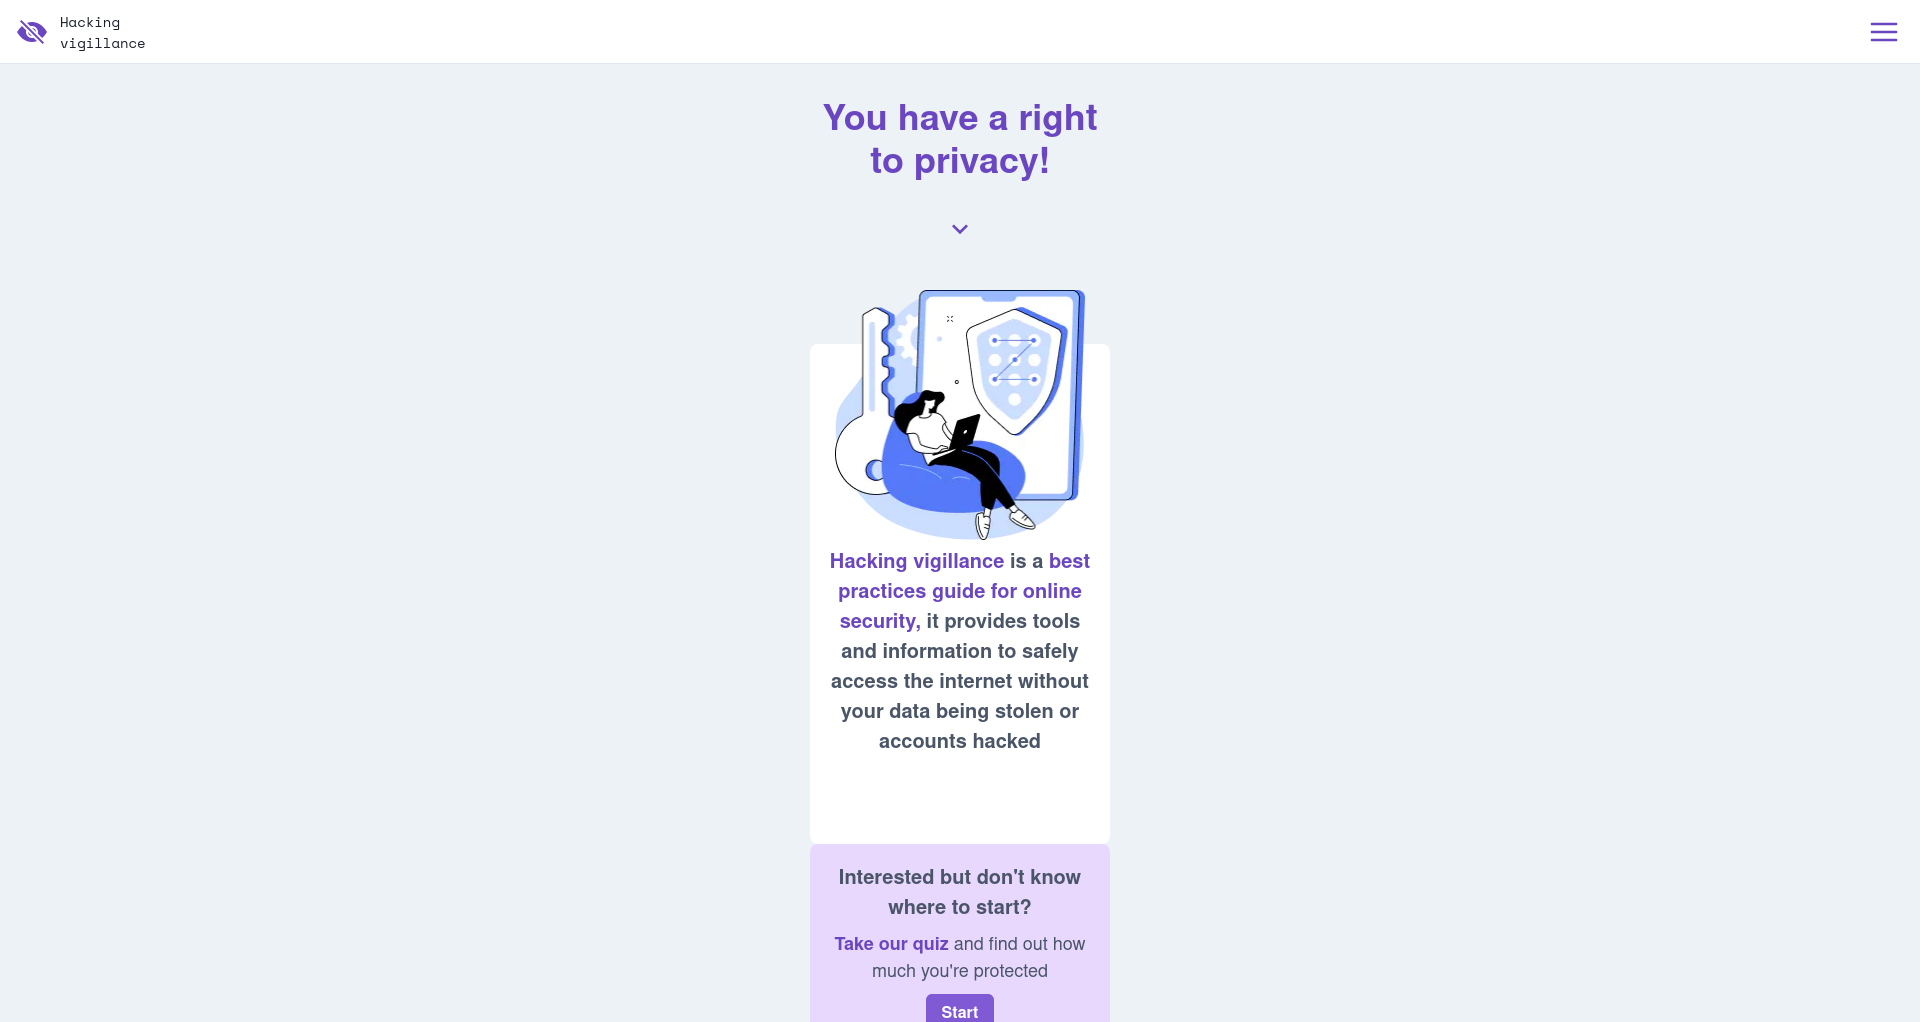 Hacking
vigillance
You have a right
to privacy!
Hacking vigillance is a best
practices guide for online
security, it provides tools
and information to safely
access the internet without
your data being stolen or
accounts hacked
Interested but don't know
where to start?
Take our quiz and find out how
much you're protected
Start